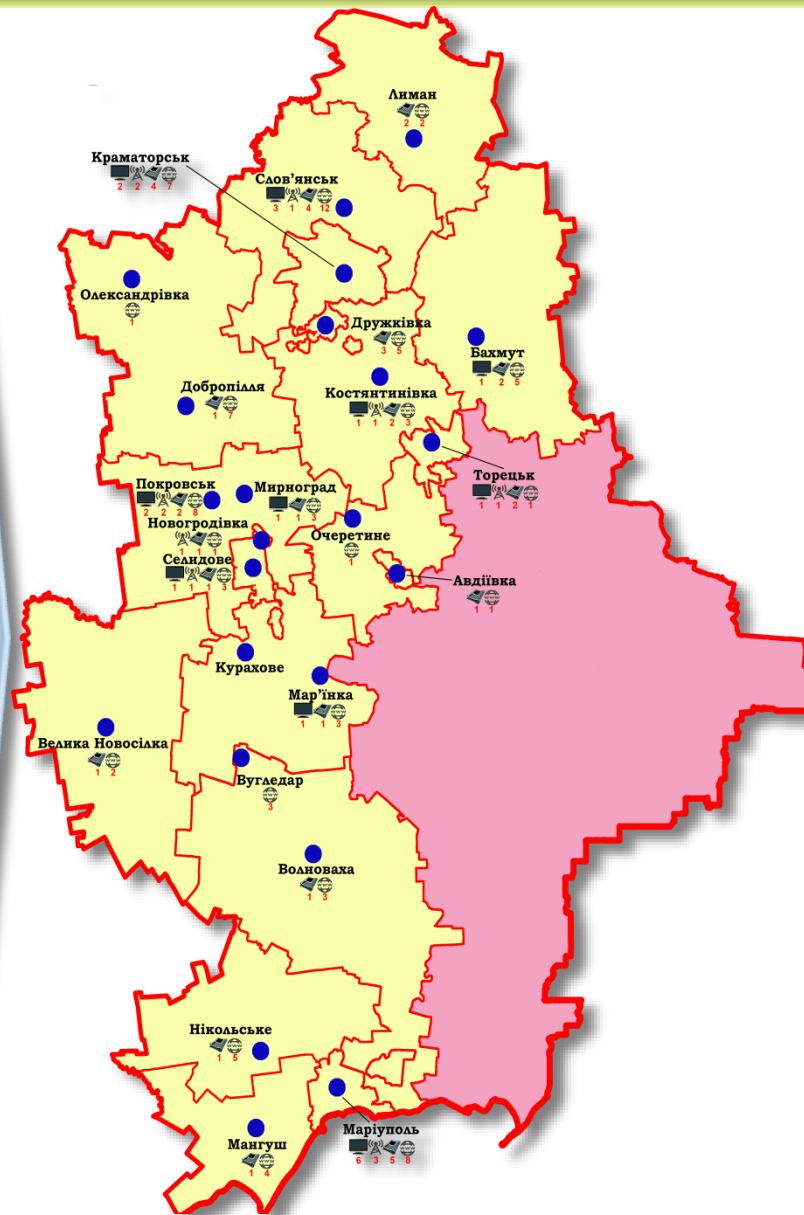 Лиман
2 2
Краматорськ
2 2 4 7
Слов'янськ
3 1 4 12
Олександрівка
1
Дружківка
3 5
Бахмут
1 2 5
Добропілля
1 7
Костянтинівка
1 1 2 3
Торецьк
1 1 2 1
Покровськ
2 2 2 8
Мирноград
1 1 3
Новогродівка
1 1 1
Очеретине
1
Селидове
1 1 1 3
Авдіївка
1 1
Курахове
Мар'їнка
1 1 3
Велика Новосілка
1 2
Вугледар
3
Волноваха
1 3
Нікольське
1 5
Маріуполь
6 3 5 8
Мангуш
1 4